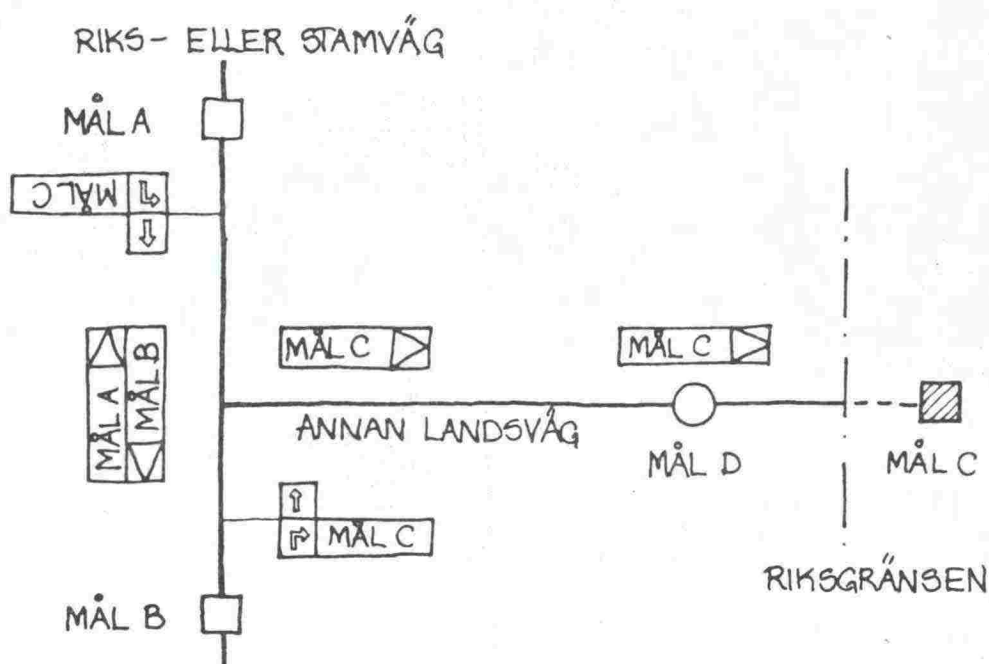 RIKS- ELLER STAMVÄG
MÅL A
MÅL C
MÅL A
MÅL B
MÅL C
MÅL C
ANNAN LANDSVÄG
MÅL D
MÅL C
MÅL C
RIKSGRÄNSEN
MÅL B